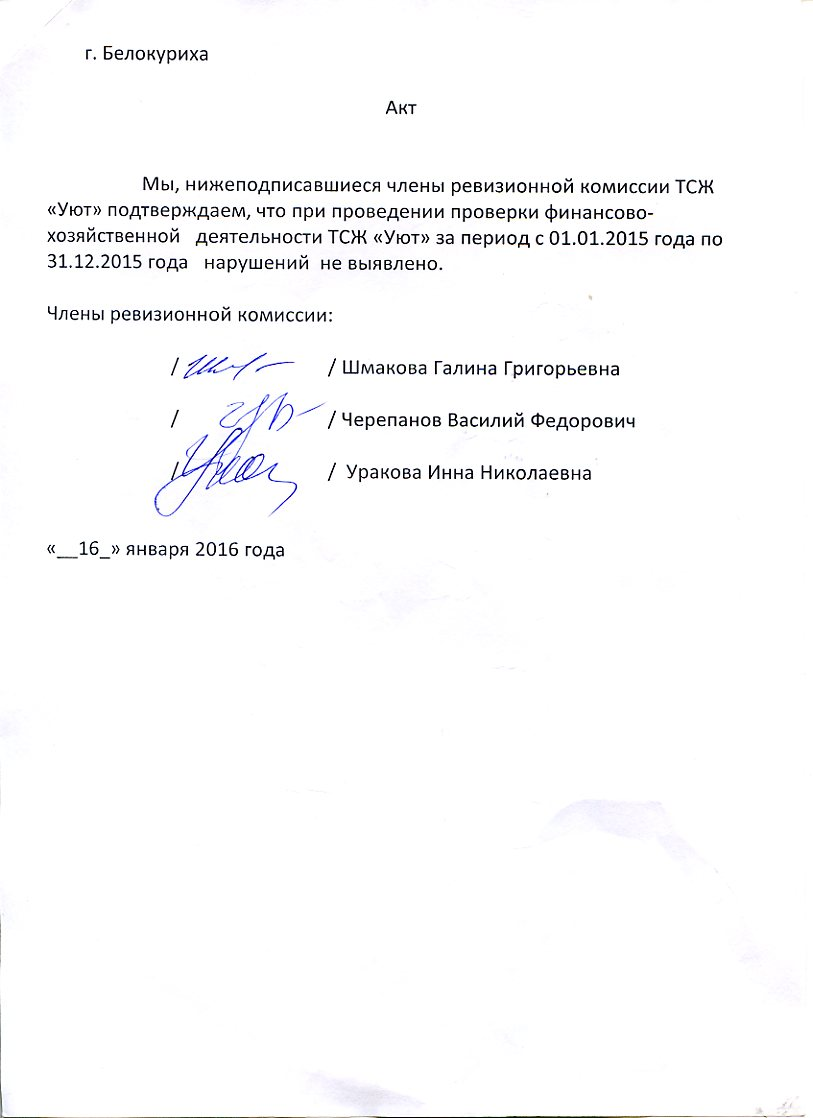 г. Белокуриха
Акт
Мы, нижеподписавшиеся члены ревизионной комиссии ТСЖ
«Уют» подтверждаем, что при проведении проверки финансово-
хозяйственной деятельности ТСЖ «Уют» за период с 01.01.2015 года по
31.12.2015 года нарушений не выявлено.
Члены ревизионной комиссии:
/ / Шмакова Галина Григорьевна
/ / Черепанов Василий Федорович
/ / Уракова Инна Николаевна
«__16_» января 2016 года